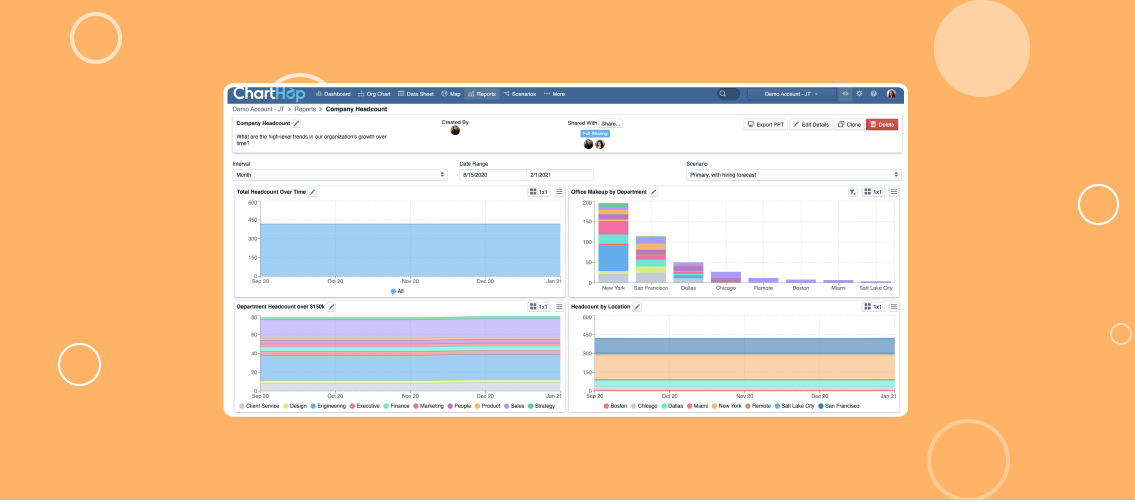 ChartHop Dashboard Org Chart Data Sheet Map Reports Scenarios More Demo Account - JT
Demo Account - JT > Reports > Company Headcount
Company Headcount
What are the high-level trends in our organization's growth over
time?
Created By
Shared With Share...
Full Sharing
Export PPT Edit Details Clone Delete
Interval Date Range Scenario
Month 8/15/2020 2/1/2021 Primary, with hiring forecast
Total Headcount Over Time 1x1
600
450
300
150
0
Sep 20 Oct 20 Nov 20 Dec 20 Jan 21
All
Office Makeup by Department 1x1
200
150
100
50
0
New York San Francisco Dallas Chicago Remote Boston Miami Salt Lake City
Department Headcount over $150k 1x1
80
60
40
20
0
Sep 20 Oct 20 Nov 20 Dec 20 Jan 21
Client Service Design Engineering Executive Finance Marketing People Product Sales Strategy
Headcount by Location 1x1
600
450
300
150
0
Sep 20 Oct 20 Nov 20 Dec 20 Jan 21
Boston Chicago Dallas Miami New York Remote Salt Lake City San Francisco